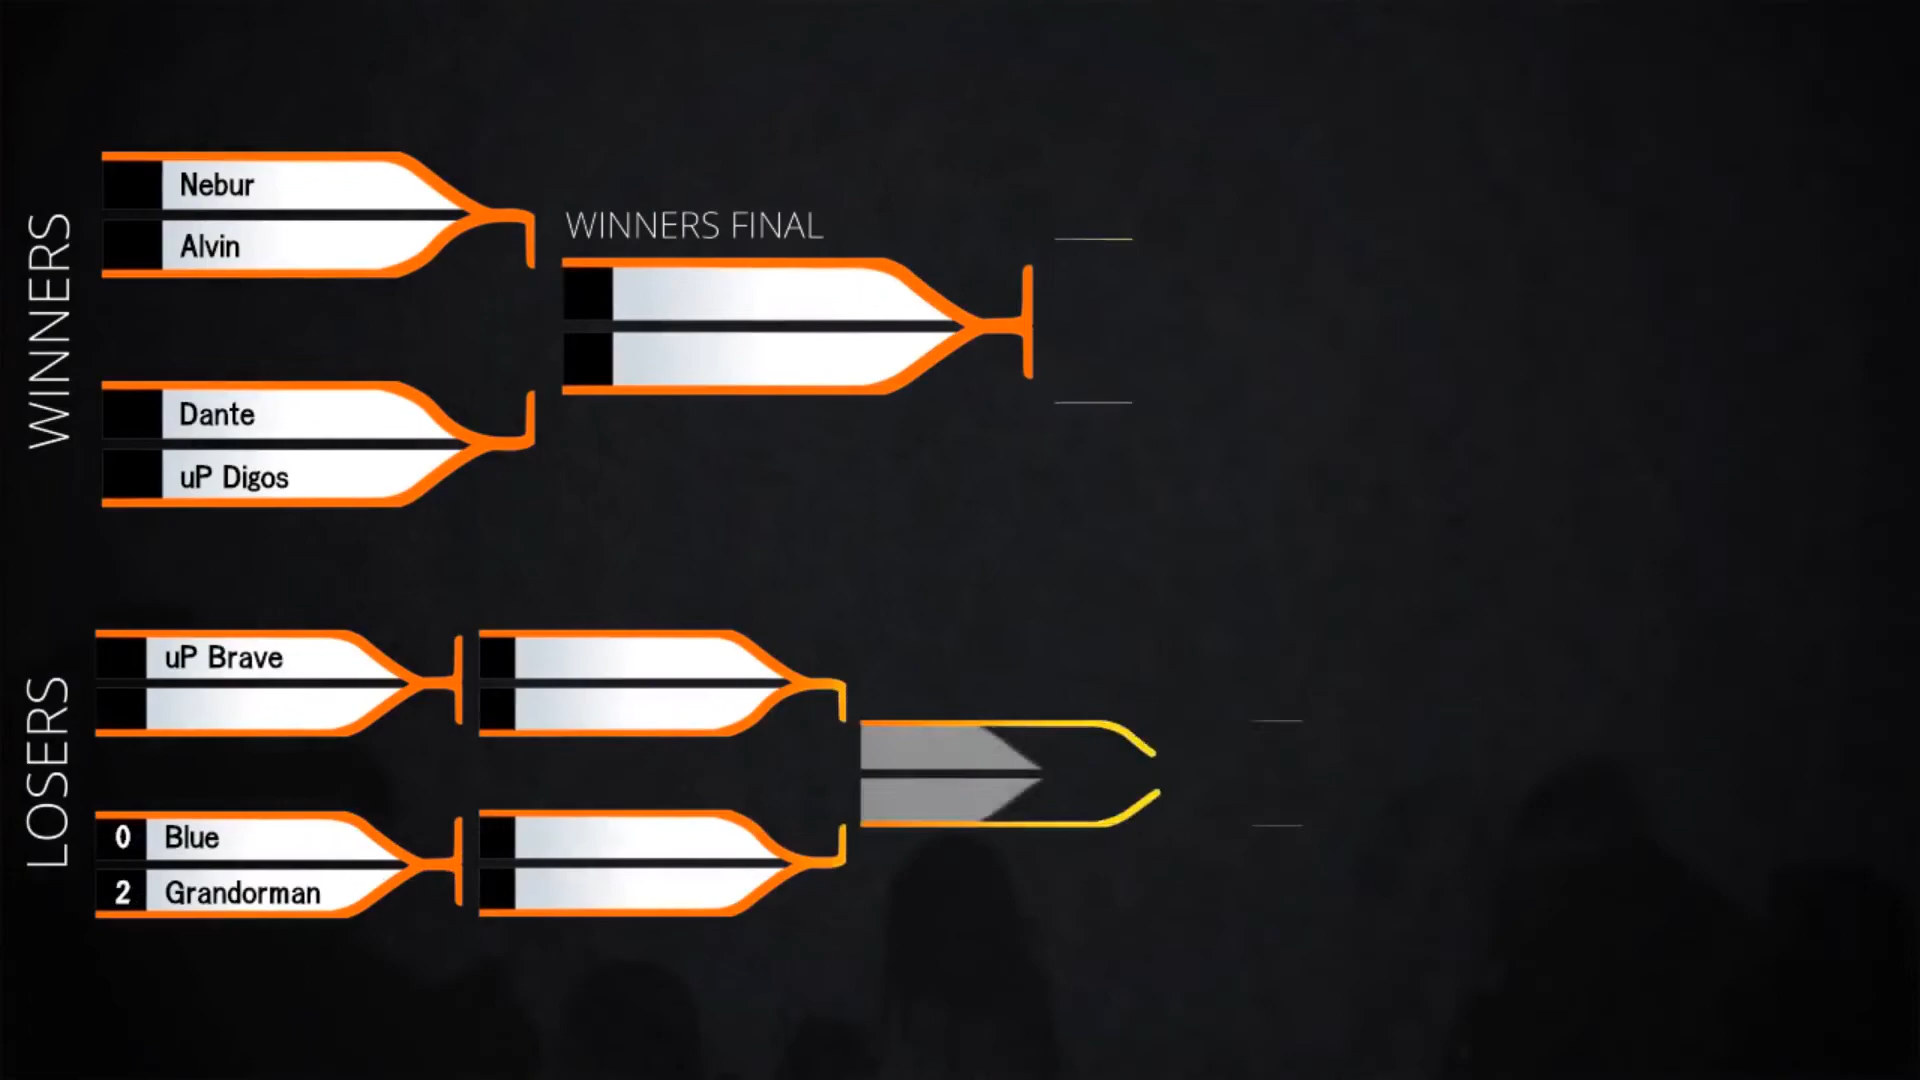 WINNERS
Nebur
Alvin
Dante
uP Digos
WINNERS FINAL
LOSERS
uP Brave
0 Blue
2 Grandorman